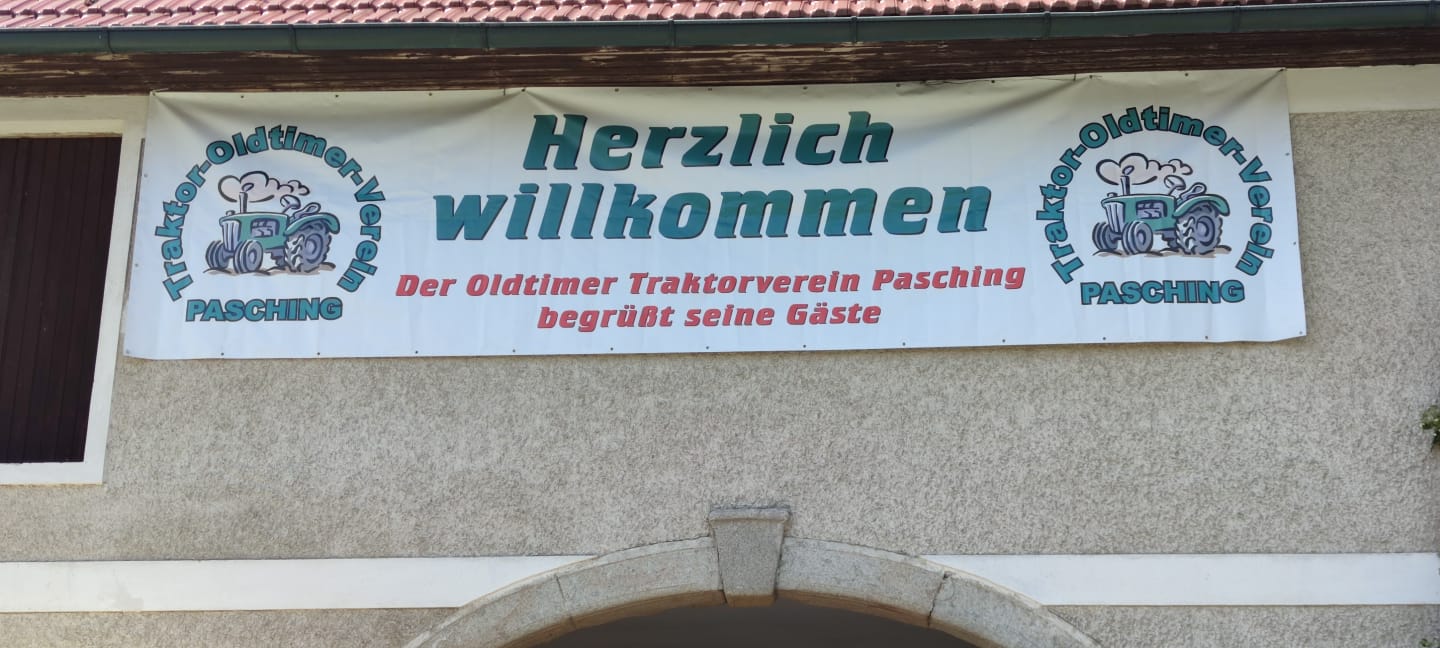 Traktor-Oldtimer-Verein
PASCHING
Herzlich
willkommen
Der Oldtimer Traktorverein Pasching
begrüßt seine Gäste
Traktor-Oldtimer-Verein
PASCHING